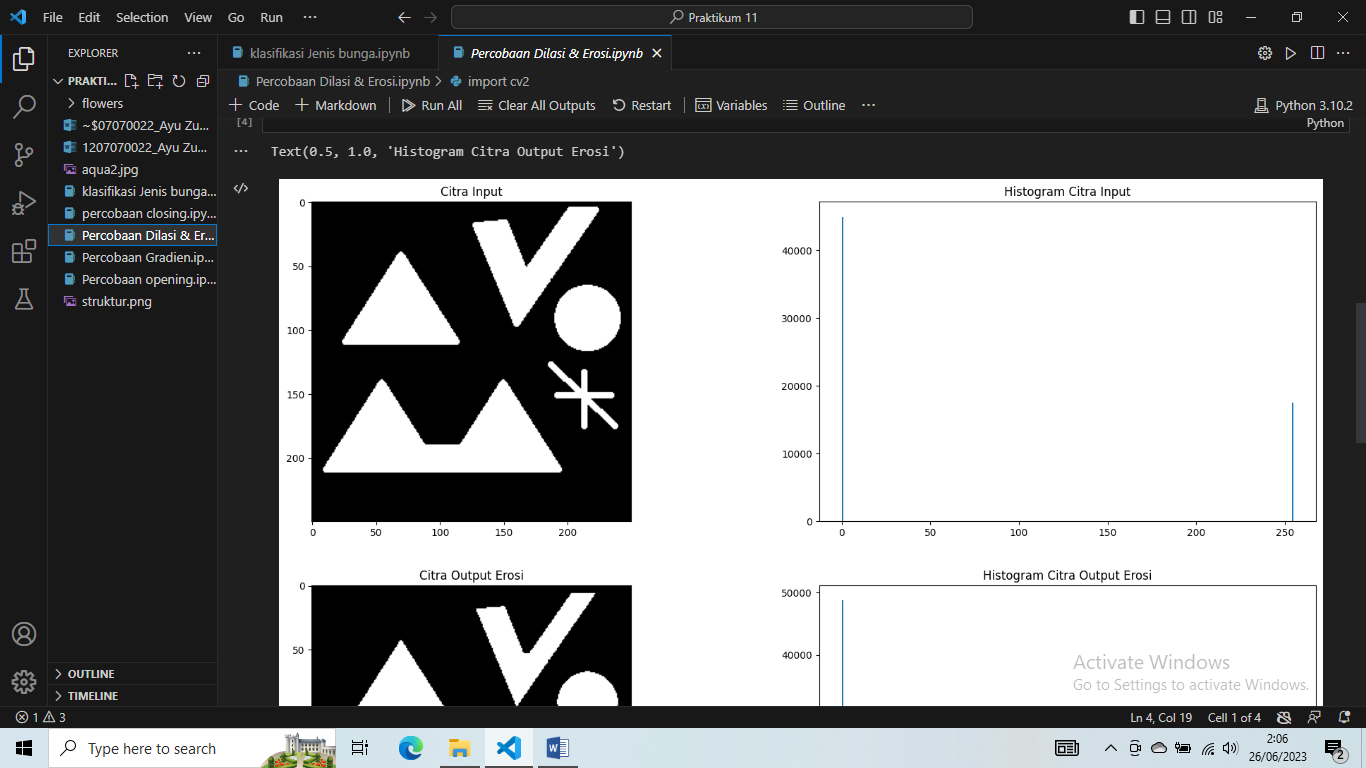 File Edit Selection View Go Run ···
Praktikum 11
EXPLORER ···
PRAKTI...
flowers
~$07070022_Ayu Zu...
1207070022_Ayu Zu...
aqua2.jpg
klasifikasi Jenis bunga...
percobaan closing.ipy...
Percobaan Dilasi & Er...
Percobaan Gradien.ip...
Percobaan opening.ip...
struktur.png
OUTLINE
TIMELINE
klasifikasi Jenis bunga.ipynb
Percobaan Dilasi & Erosi.ipynb
Percobaan Dilasi & Erosi.ipynb > import cv2
+ Code + Markdown Run All Clear All Outputs Restart Variables Outline ··· Python 3.10.2
[4] Python
··· Text(0.5, 1.0, 'Histogram Citra Output Erosi')
Citra Input
0
50
100
150
200
0 50 100 150 200
Histogram Citra Input
40000
30000
20000
10000
0
0 50 100 150 200 250
Citra Output Erosi
0
50
Histogram Citra Output Erosi
50000
40000
Activate Windows
Go to Settings to activate Windows.
1 3 Ln 4, Col 19 Cell 1 of 4
Type here to search
2:06
26/06/2023
2